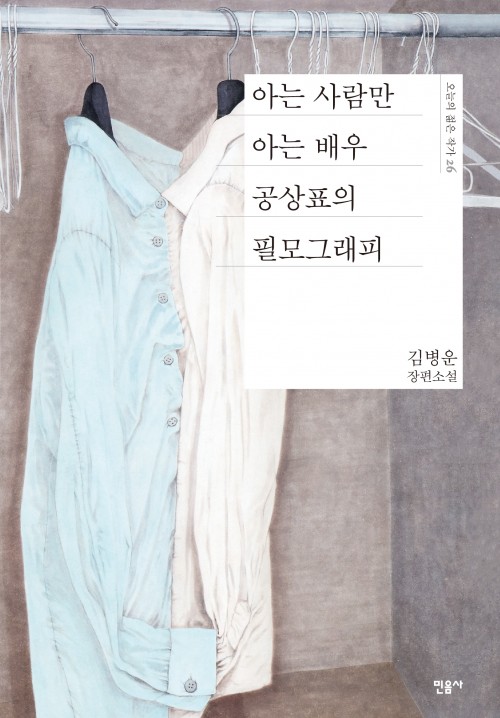 아는 사람만
아는 배우
공상표의
필모그래피
오늘의 젊은 작가 26
김병운
장편소설
민음사